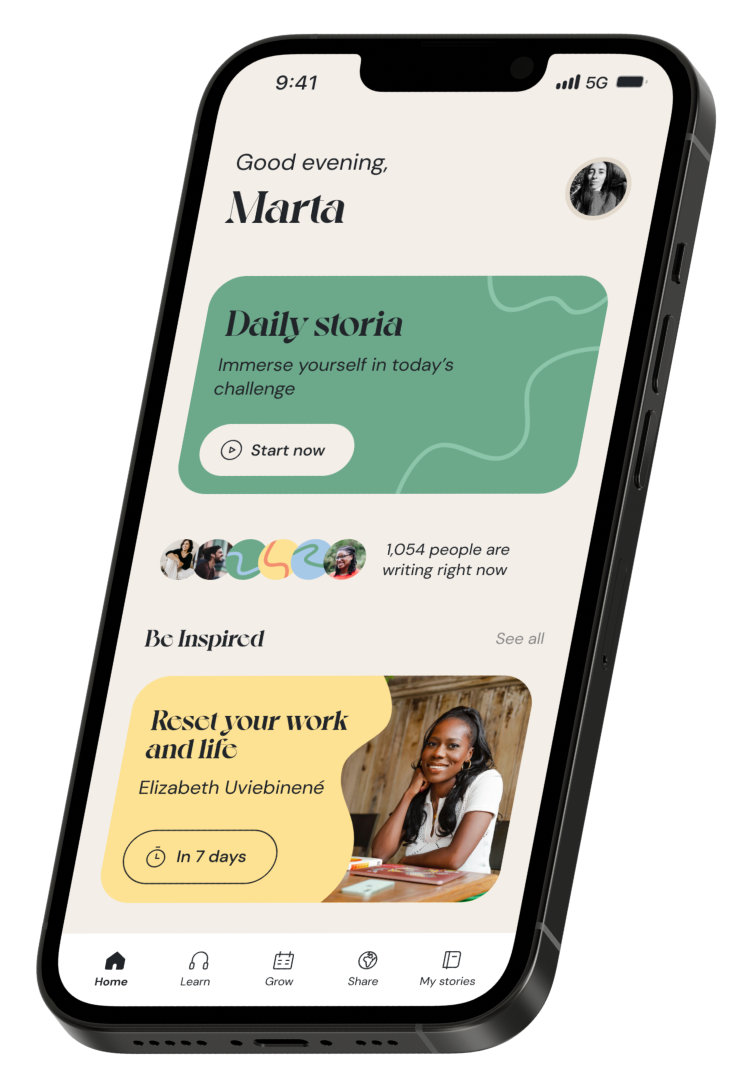 9:41
5G
Good evening,
Marta
Daily storia
Immerse yourself in today's
challenge
Start now
1,054 people are
writing right now
Be Inspired
See all
Reset your work
and life
Elizabeth Uviebinené
In 7 days
Home
Learn
Grow
Share
My stories